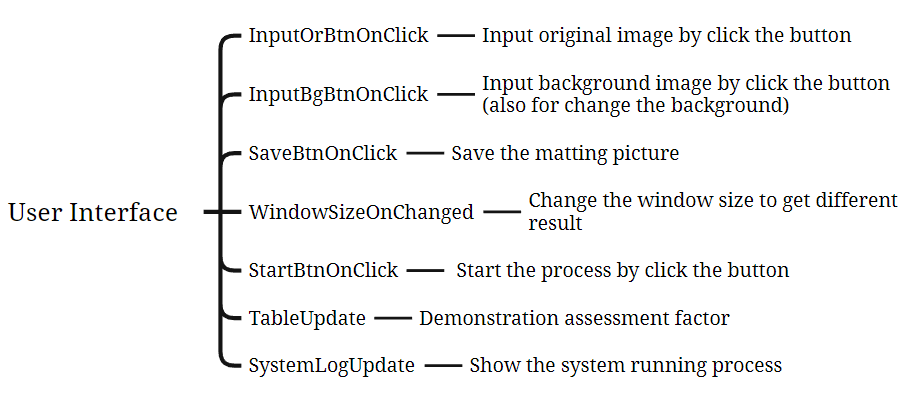 InputOrBtnOnClick Input original image by click the button
InputBgBtnOnClick Input background image by click the button
(also for change the background)
SaveBtnOnClick Save the matting picture
User Interface
WindowSizeOnChanged Change the window size to get different
result
StartBtnOnClick Start the process by click the button
TableUpdate Demonstration assessment factor
SystemLogUpdate Show the system running process